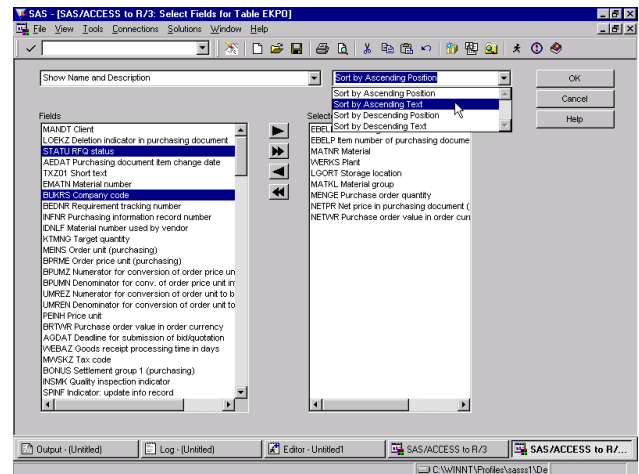 SAS - [SAS/ACCESS to R/3: Select Fields for Table EKPO]
File View Tools Connections Solutions Window Help
Show Name and Description
Sort by Ascending Position
OK
Sort by Ascending Position
Sort by Ascending Text
Sort by Descending Position
Sort by Descending Text
Cancel
Help
Fields
MANDT Client
LOEKZ Deletion indicator in purchasing document
STATU RFQ status
AEDAT Purchasing document item change date
TXZ01 Short text
EMATN Material number
BUKRS Company code
BEDNR Requirement tracking number
INFNR Purchasing information record number
IDNLF Material number used by vendor
KTMNG Target quantity
MEINS Order unit (purchasing)
BPRME Order price unit (purchasing)
BPUMZ Numerator for conversion of order price un
BPUMN Denominator for conv. of order price unit in
UMREZ Numerator for conversion of order unit to b
UMREN Denominator for conversion of order unit to
PEINH Price unit
BRTWR Purchase order value in order currency
AGDAT Deadline for submission of bid/quotation
WEBAZ Goods receipt processing time in days
MWSKZ Tax code
BONUS Settlement group 1 (purchasing)
INSMK Quality inspection indicator
SPINF Indicator: update info record
Select
EBEL
EBELP Item number of purchasing docume
MATNR Material
WERKS Plant
LGORT Storage location
MATKL Material group
MENGE Purchase order quantity
NETPR Net price in purchasing document (
NETWR Purchase order value in order curr
Output - (Untitled)
Log - (Untitled)
Editor - Untitled1
SAS/ACCESS to R/3
SAS/ACCESS to R/...
C:\WINNT\Profiles\sasss1\De